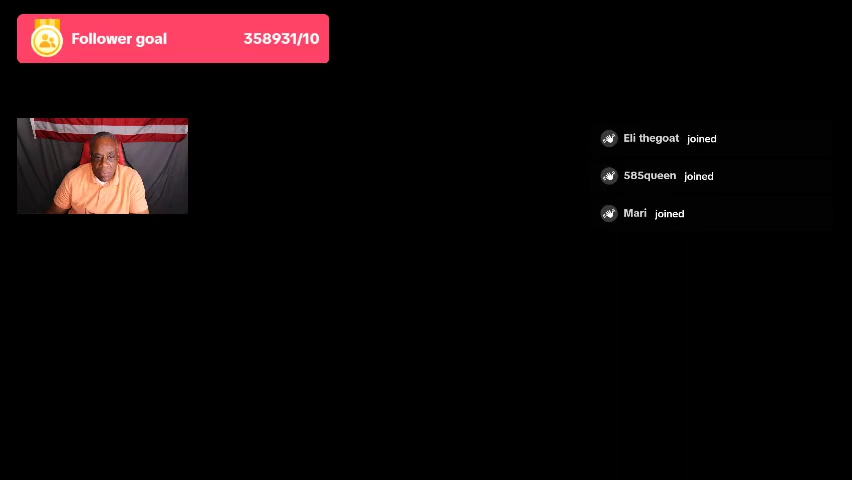 Follower goal 358931/10
Eli thegoat joined
585queen joined
Mari joined